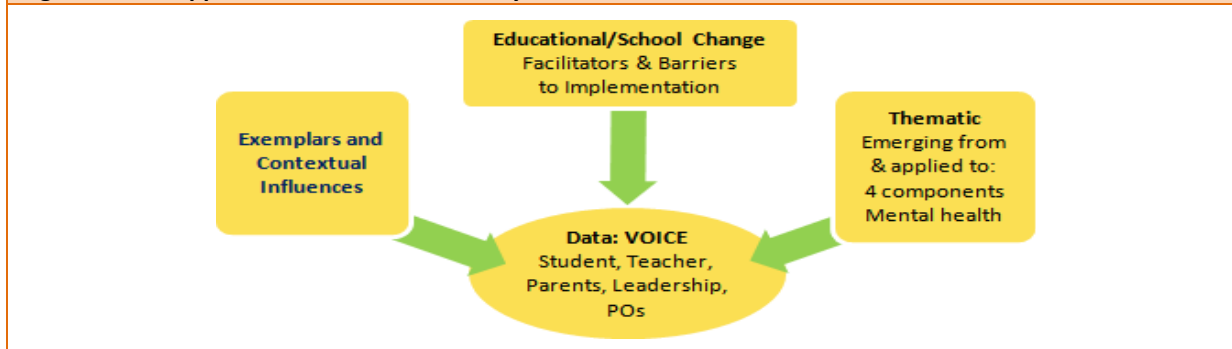 Educational/School Change
Facilitators & Barriers
to Implementation
Exemplars and
Contextual
Influences
Thematic
Emerging from
& applied to:
4 components
Mental health
Data: VOICE
Student, Teacher,
Parents, Leadership,
POs